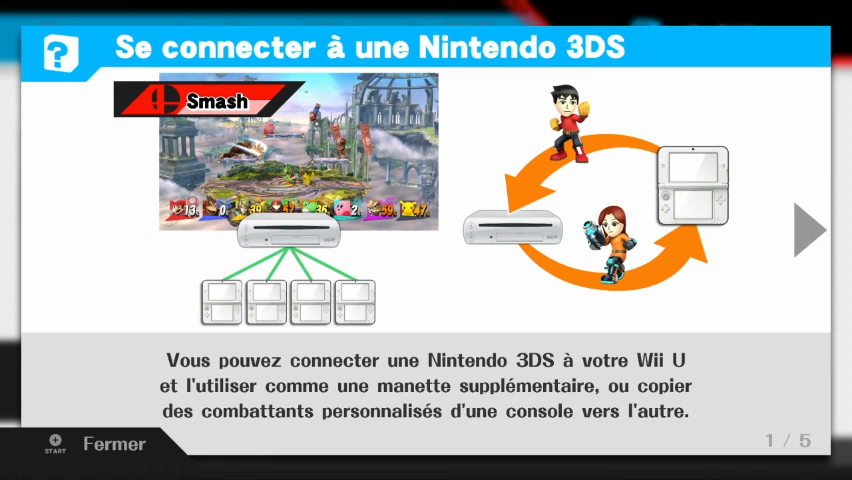 Se connecter à une Nintendo 3DS
Smash
Vous pouvez connecter une Nintendo 3DS à votre Wii U
et l'utiliser comme une manette supplémentaire, ou copier
des combattants personnalisés d'une console vers l'autre.
START Fermer
1 / 5